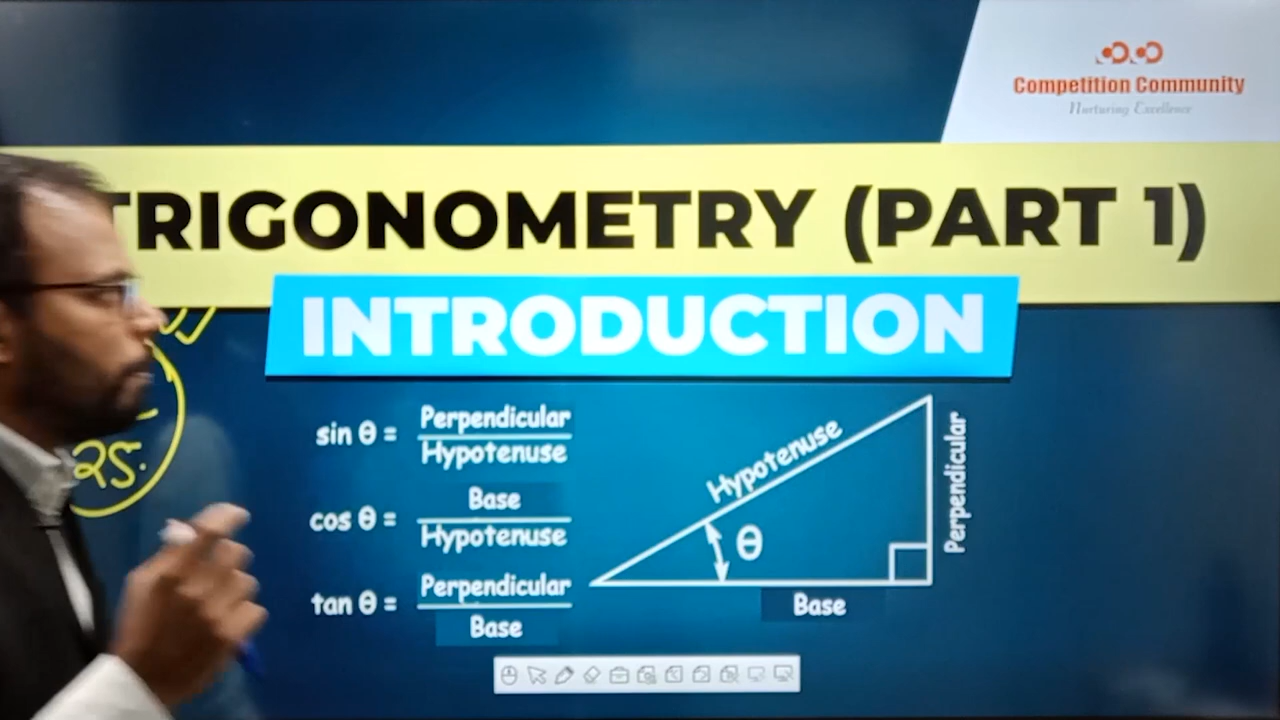 Competition Community
Nurturing Excellence
TRIGONOMETRY (PART 1)
INTRODUCTION
25.
sin θ = Perpendicular
Hypotenuse
cos θ = Base
Hypotenuse
tan θ = Perpendicular
Base
Hypotenuse
θ
Perpendicular
Base